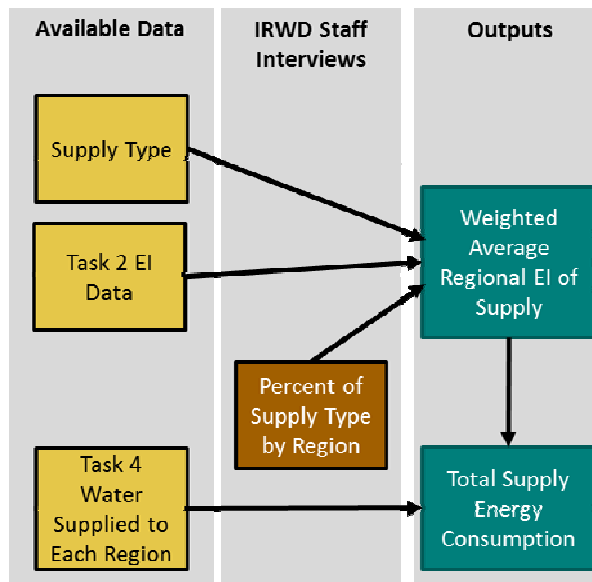 Available Data
IRWD Staff
Interviews
Outputs
Supply Type
Task 2 EI
Data
Weighted
Average
Regional EI of
Supply
Percent of
Supply Type
by Region
Task 4
Water
Supplied to
Each Region
Total Supply
Energy
Consumption